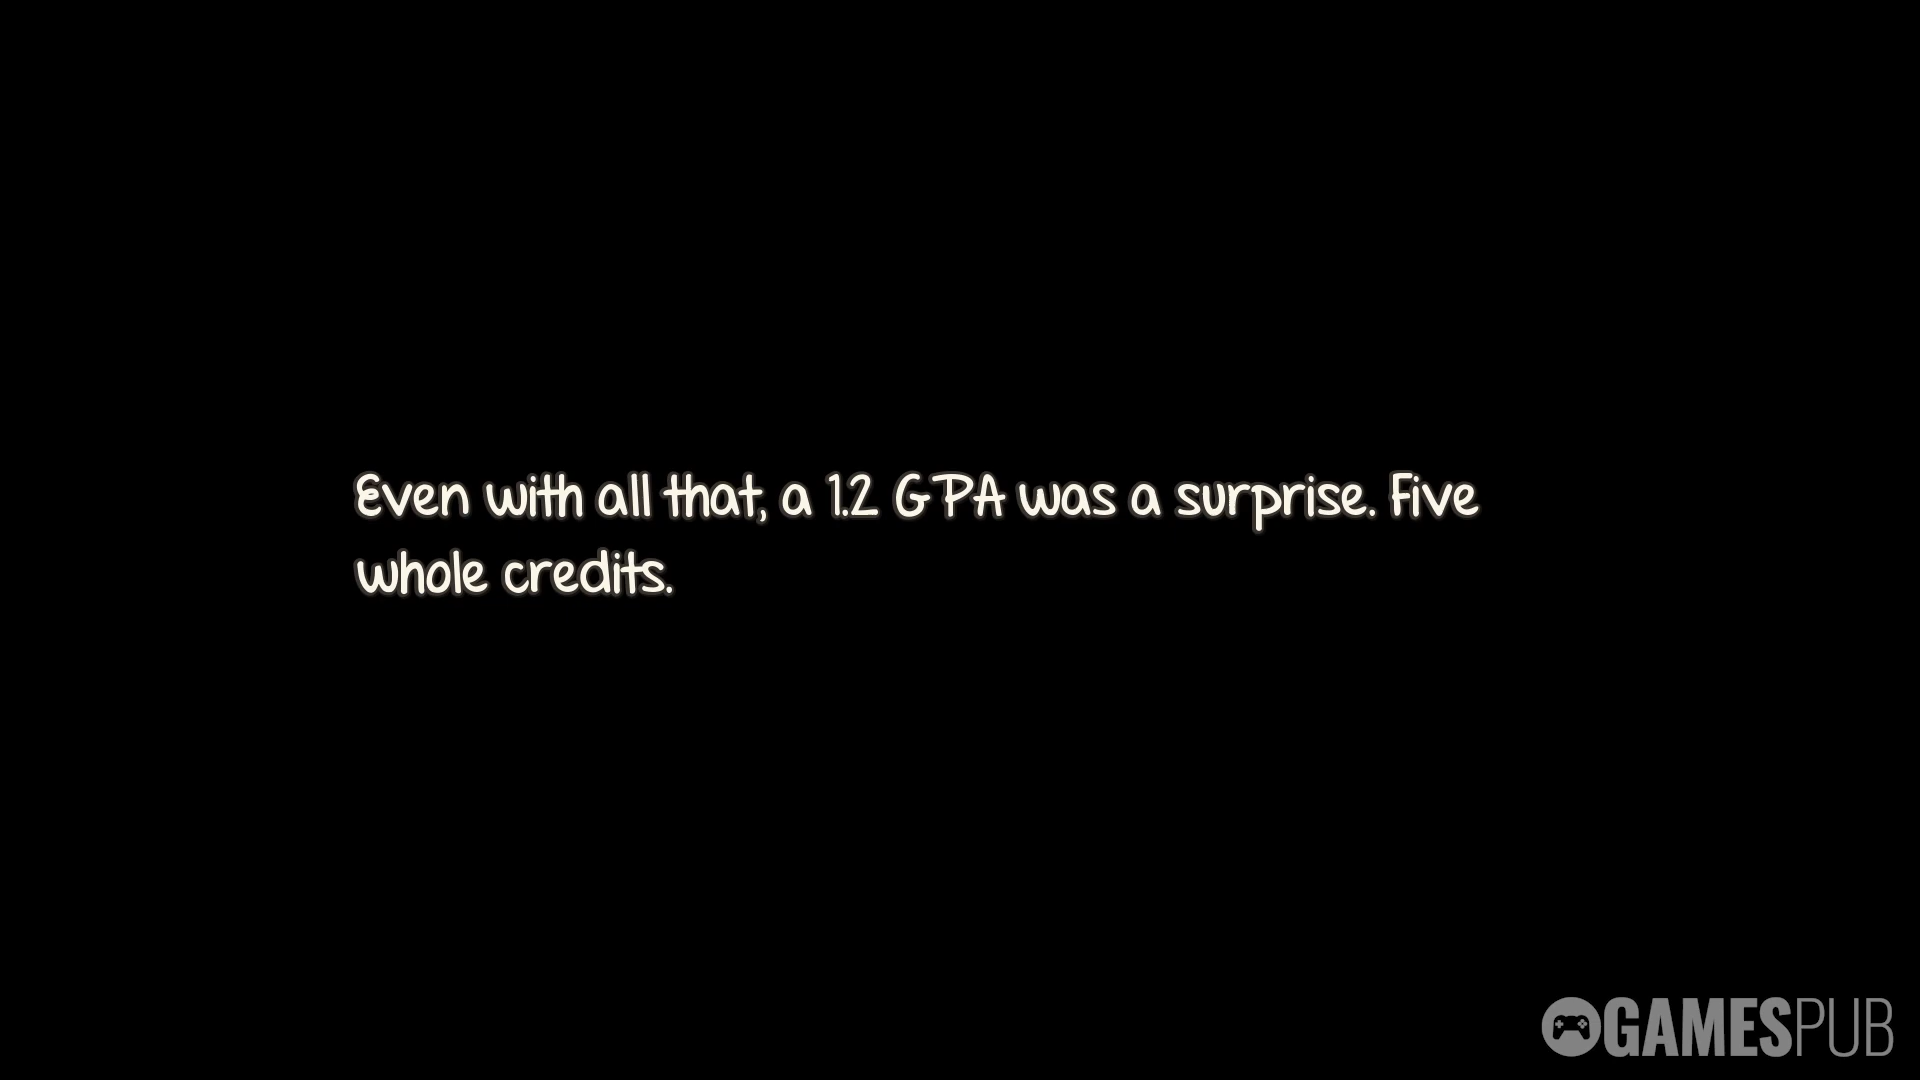 Even with all that, a 1.2 GPA was a surprise. Five
whole credits.
GAMESPUB